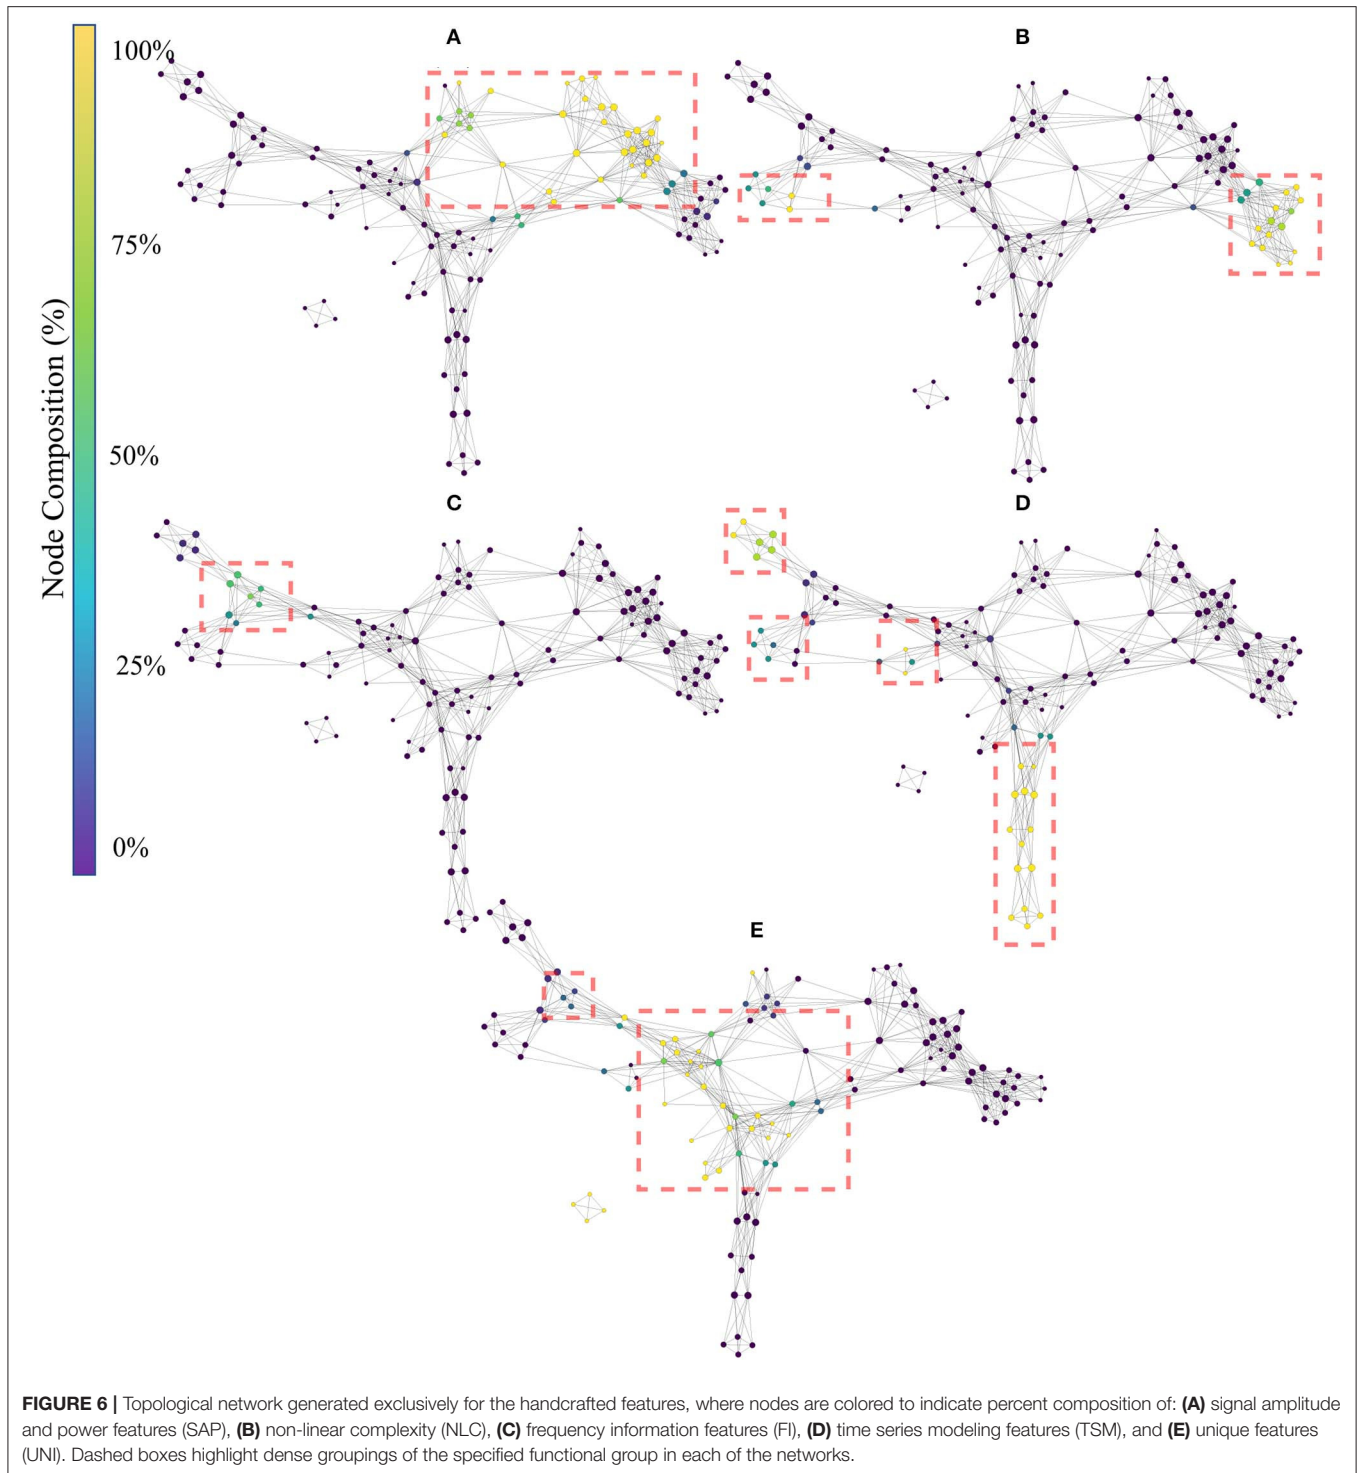 A
B
100%
75%
50%
25%
0%
Node Composition (%)
C
D
E
FIGURE 6 | Topological network generated exclusively for the handcrafted features, where nodes are colored to indicate percent composition of: (A) signal amplitude
and power features (SAP), (B) non-linear complexity (NLC), (C) frequency information features (FI), (D) time series modeling features (TSM), and (E) unique features
(UNI). Dashed boxes highlight dense groupings of the specified functional group in each of the networks.